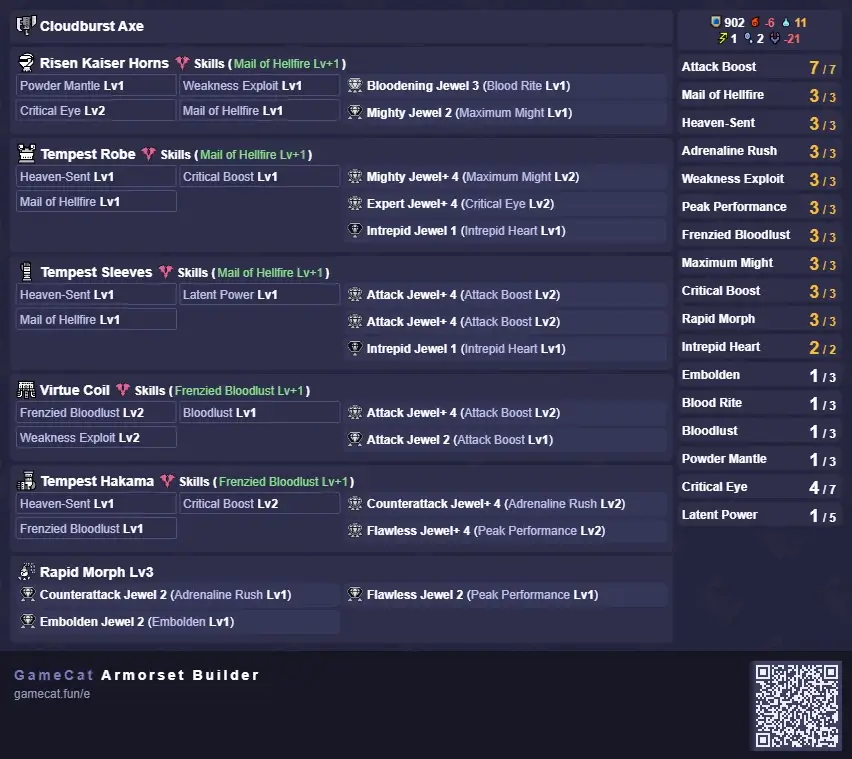 Cloudburst Axe
Risen Kaiser Horns Skills ( Mail of Hellfire Lv+1 )
Powder Mantle Lv1
Weakness Exploit Lv1
Critical Eye Lv2
Mail of Hellfire Lv1
Bloodening Jewel 3 (Blood Rite Lv1)
Mighty Jewel 2 (Maximum Might Lv1)
Tempest Robe Skills ( Mail of Hellfire Lv+1 )
Heaven-Sent Lv1
Critical Boost Lv1
Mail of Hellfire Lv1
Mighty Jewel+ 4 (Maximum Might Lv2)
Expert Jewel+ 4 (Critical Eye Lv2)
Intrepid Jewel 1 (Intrepid Heart Lv1)
Tempest Sleeves Skills ( Mail of Hellfire Lv+1 )
Heaven-Sent Lv1
Latent Power Lv1
Mail of Hellfire Lv1
Attack Jewel+ 4 (Attack Boost Lv2)
Attack Jewel+ 4 (Attack Boost Lv2)
Intrepid Jewel 1 (Intrepid Heart Lv1)
Virtue Coil Skills ( Frenzied Bloodlust Lv+1 )
Frenzied Bloodlust Lv2
Bloodlust Lv1
Weakness Exploit Lv2
Attack Jewel+ 4 (Attack Boost Lv2)
Attack Jewel 2 (Attack Boost Lv1)
Tempest Hakama Skills ( Frenzied Bloodlust Lv+1 )
Heaven-Sent Lv1
Critical Boost Lv2
Frenzied Bloodlust Lv1
Counterattack Jewel+ 4 (Adrenaline Rush Lv2)
Flawless Jewel+ 4 (Peak Performance Lv2)
Rapid Morph Lv3
Counterattack Jewel 2 (Adrenaline Rush Lv1)
Flawless Jewel 2 (Peak Performance Lv1)
Embolden Jewel 2 (Embolden Lv1)
902 -6 11
1 2 -21
Attack Boost 7 / 7
Mail of Hellfire 3 / 3
Heaven-Sent 3 / 3
Adrenaline Rush 3 / 3
Weakness Exploit 3 / 3
Peak Performance 3 / 3
Frenzied Bloodlust 3 / 3
Maximum Might 3 / 3
Critical Boost 3 / 3
Rapid Morph 3 / 3
Intrepid Heart 2 / 2
Embolden 1 / 3
Blood Rite 1 / 3
Bloodlust 1 / 3
Powder Mantle 1 / 3
Critical Eye 4 / 7
Latent Power 1 / 5
GameCat Armorset Builder
gamecat.fun/e